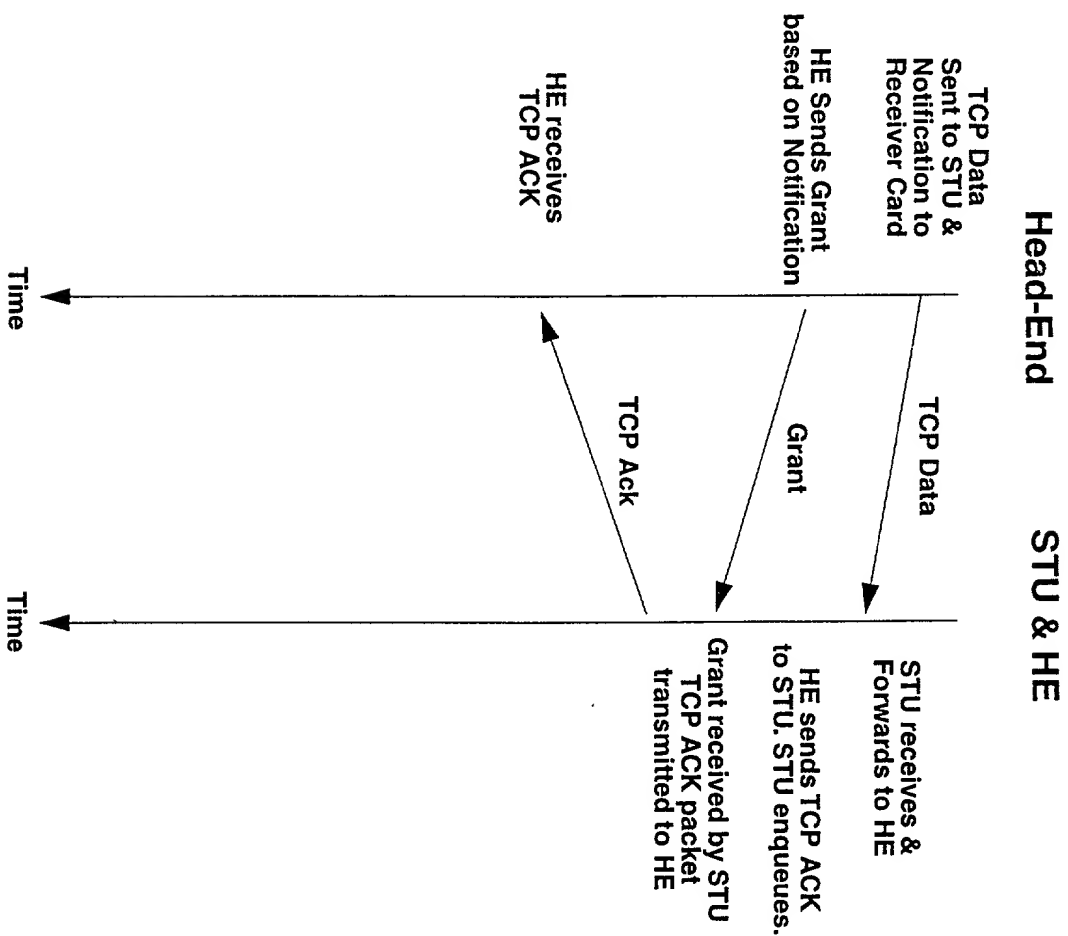 Head-End
STU & HE
TCP Data
Sent to STU &
Notification to
Receiver Card
HE Sends Grant
based on Notification
HE receives
TCP ACK
TCP Data
Grant
TCP Ack
STU receives &
Forwards to HE
HE sends TCP ACK
to STU. STU enqueues.
Grant received by STU
TCP ACK packet
transmitted to HE
Time
Time